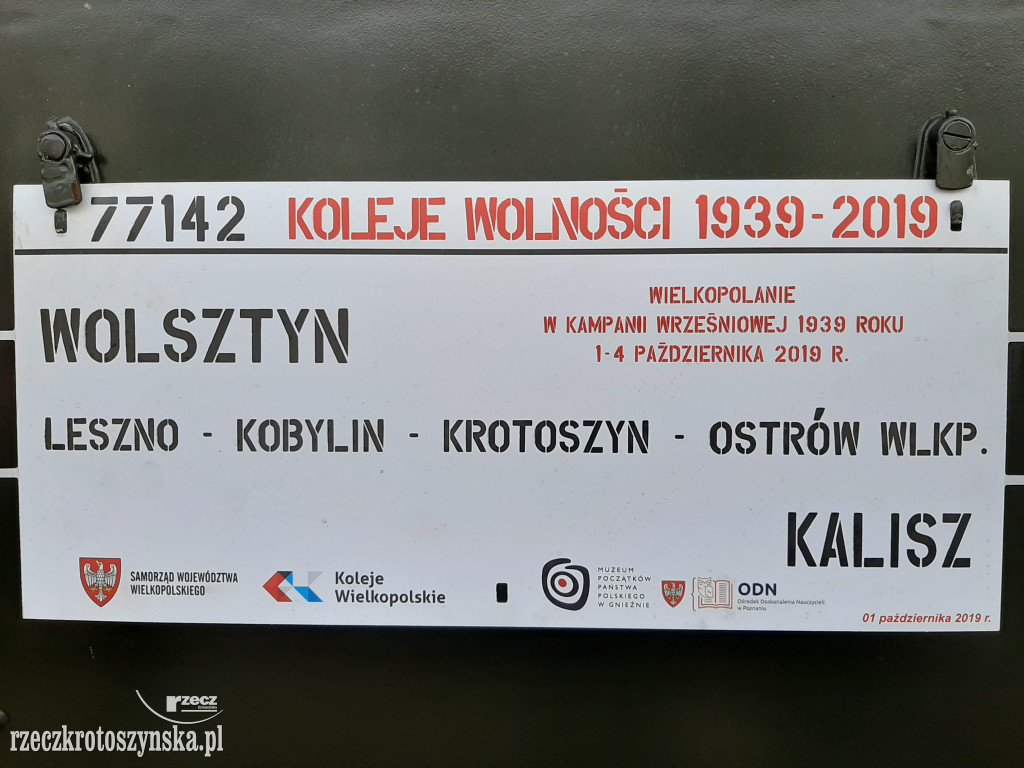 77142 KOLEJE WOLNOŚCI 1939-2019
WIELKOPOLANIE
W KAMPANII WRZEŚNIOWEJ 1939 ROKU
1-4 PAŹDZIERNIKA 2019 R.
WOLSZTYN
LESZNO - KOBYLIN - KROTOSZYN - OSTRÓW WLKP.
KALISZ
SAMORZĄD WOJEWÓDZTWA
WIELKOPOLSKIEGO
Koleje
Wielkopolskie
MUZEUM
POCZĄTKÓW
PAŃSTWA
POLSKIEGO
W GNIEŹNIE
ODN
Ośrodek Doskonalenia Nauczycieli
w Poznaniu
01 października 2019 r.
rzecz
rzeczkrotoszynska.pl